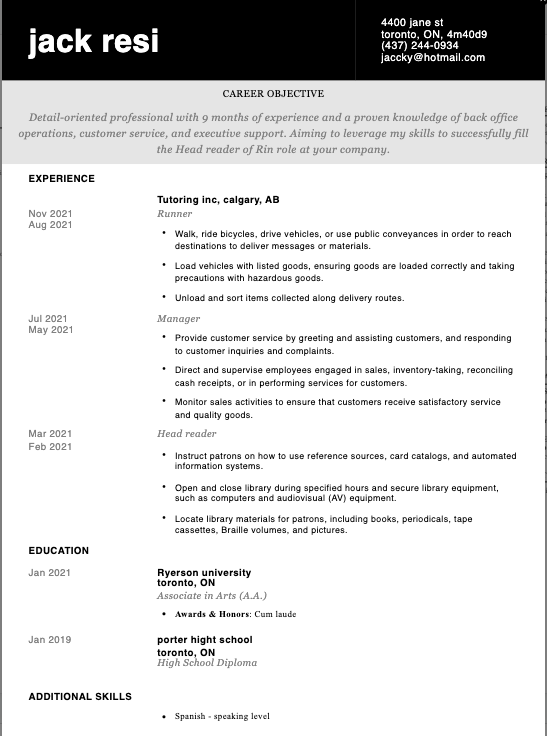 jack resi
4400 jane st
toronto, ON, 4m40d9
(437) 244-0934
jaccky@hotmail.com
CAREER OBJECTIVE
Detail-oriented professional with 9 months of experience and a proven knowledge of back office
operations, customer service, and executive support. Aiming to leverage my skills to successfully fill
the Head reader of Rin role at your company.
EXPERIENCE
Tutoring inc, calgary, AB
Nov 2021
Aug 2021
Runner
• Walk, ride bicycles, drive vehicles, or use public conveyances in order to reach
destinations to deliver messages or materials.
• Load vehicles with listed goods, ensuring goods are loaded correctly and taking
precautions with hazardous goods.
• Unload and sort items collected along delivery routes.
Jul 2021
May 2021
Manager
• Provide customer service by greeting and assisting customers, and responding
to customer inquiries and complaints.
• Direct and supervise employees engaged in sales, inventory-taking, reconciling
cash receipts, or in performing services for customers.
• Monitor sales activities to ensure that customers receive satisfactory service
and quality goods.
Mar 2021
Feb 2021
Head reader
• Instruct patrons on how to use reference sources, card catalogs, and automated
information systems.
• Open and close library during specified hours and secure library equipment,
such as computers and audiovisual (AV) equipment.
• Locate library materials for patrons, including books, periodicals, tape
cassettes, Braille volumes, and pictures.
EDUCATION
Jan 2021
Ryerson university
toronto, ON
Associate in Arts (A.A.)
• Awards & Honors: Cum laude
Jan 2019
porter hight school
toronto, ON
High School Diploma
ADDITIONAL SKILLS
• Spanish - speaking level